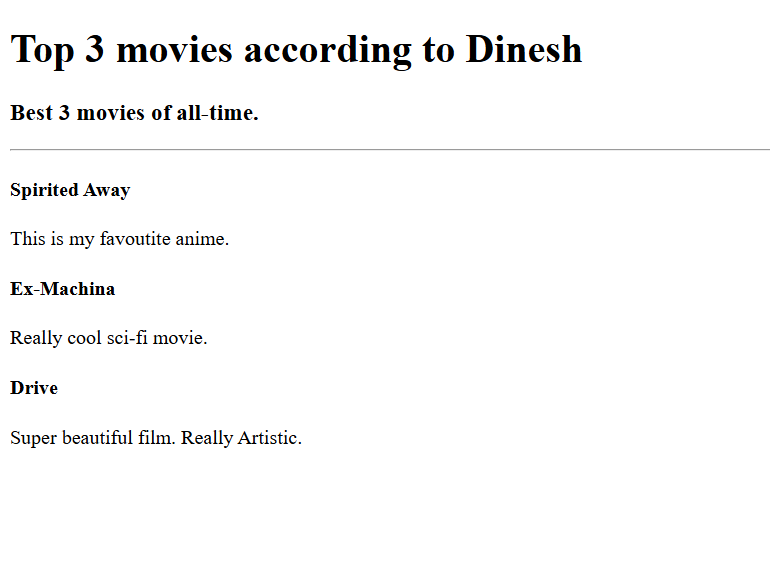 Top 3 movies according to Dinesh
Best 3 movies of all-time.
Spirited Away
This is my favoutite anime.
Ex-Machina
Really cool sci-fi movie.
Drive
Super beautiful film. Really Artistic.